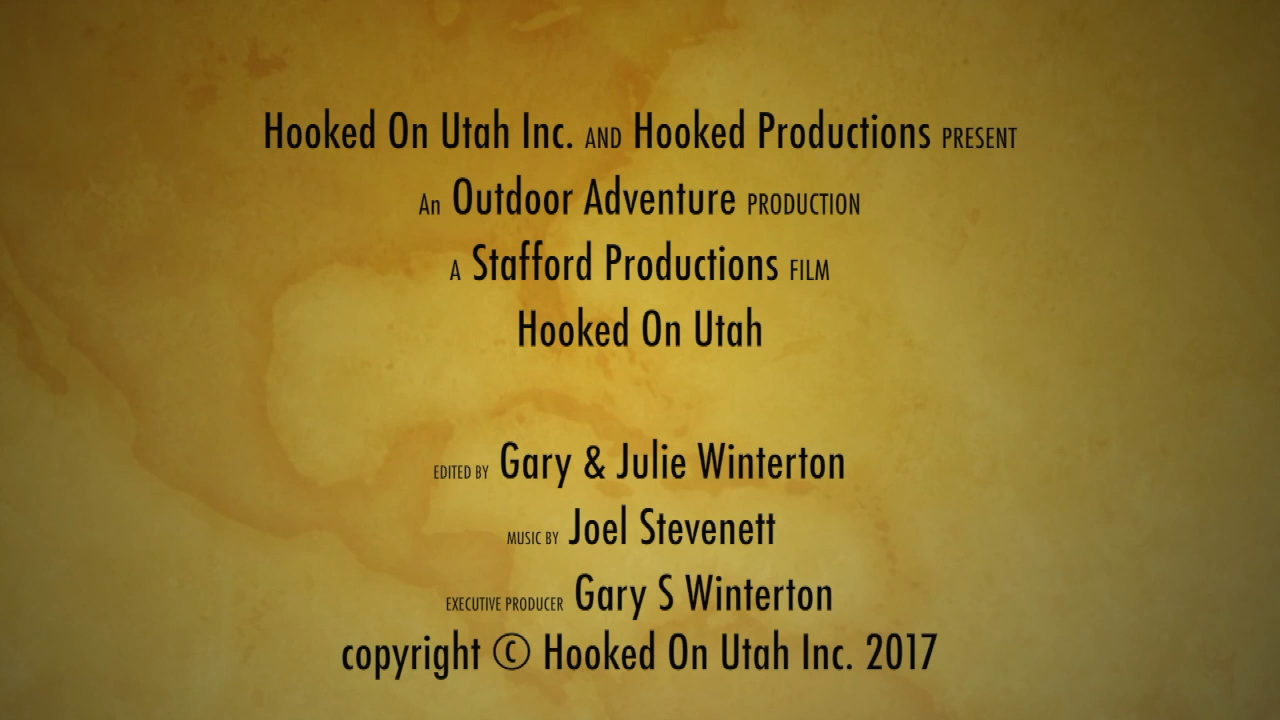 Hooked On Utah Inc. AND Hooked Productions PRESENT
An Outdoor Adventure PRODUCTION
A Stafford Productions FILM
Hooked On Utah
EDITED BY Gary & Julie Winterton
MUSIC BY Joel Stevenett
EXECUTIVE PRODUCER Gary S Winterton
copyright © Hooked On Utah Inc. 2017